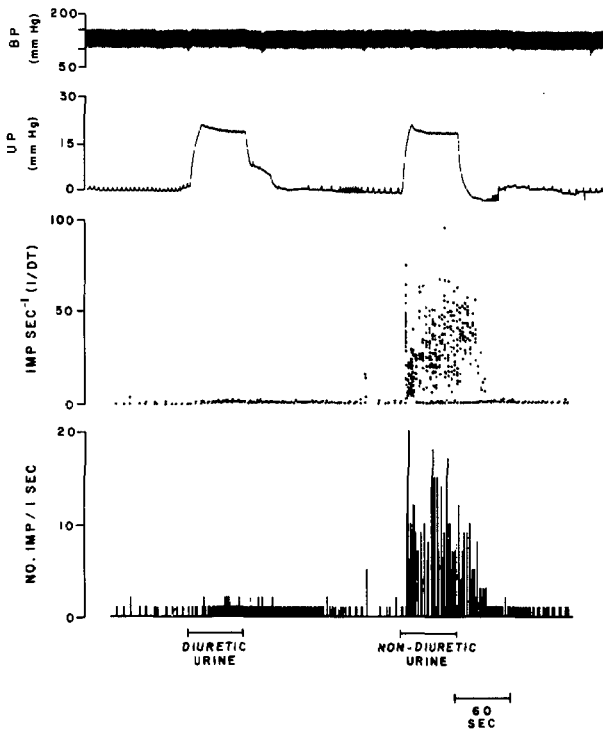 200
BP
(mm Hg)
50
30
UP
(mm Hg)
15
0
100
IMP SEC⁻¹ (1/DT)
50
0
20
NO. IMP / 1 SEC
10
0
DIURETIC
URINE
NON-DIURETIC
URINE
60
SEC